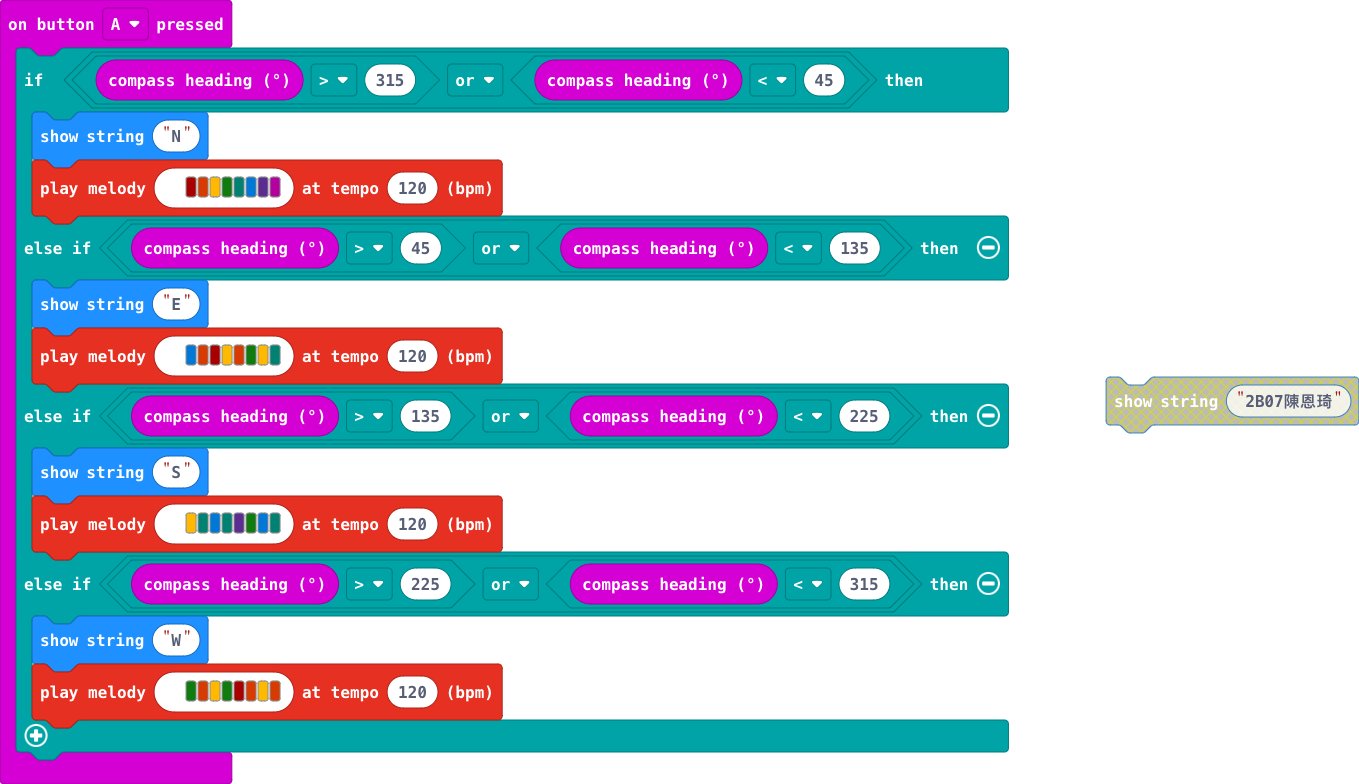 on button A pressed
if compass heading (°) > 315 or compass heading (°) < 45 then
show string "N"
play melody at tempo 120 (bpm)
else if compass heading (°) > 45 or compass heading (°) < 135 then
show string "E"
play melody at tempo 120 (bpm)
else if compass heading (°) > 135 or compass heading (°) < 225 then
show string "S"
play melody at tempo 120 (bpm)
else if compass heading (°) > 225 or compass heading (°) < 315 then
show string "W"
play melody at tempo 120 (bpm)
show string "2B07陳恩琦"